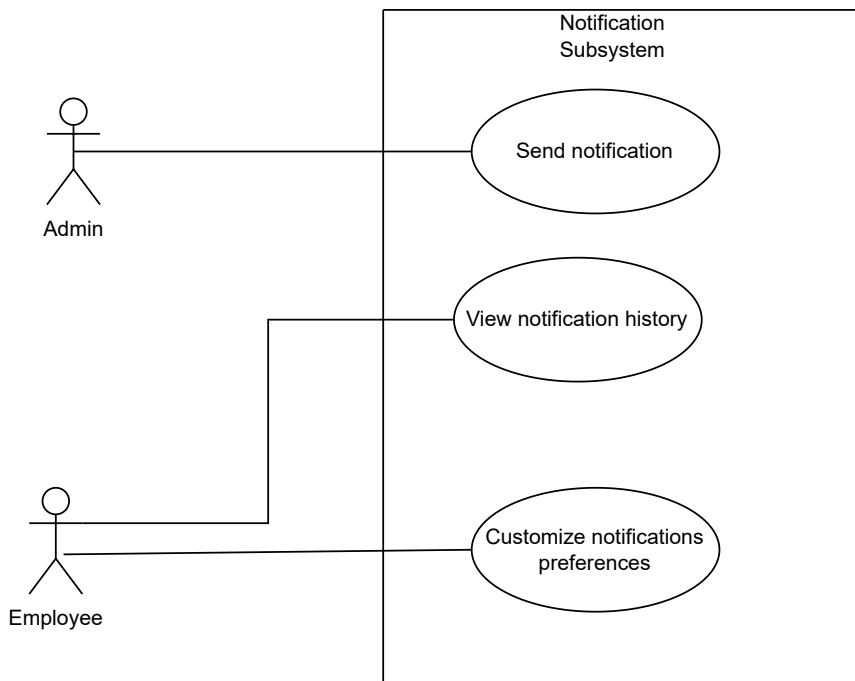 Notification
Subsystem
Send notification
Admin
View notification history
Customize notifications
preferences
Employee